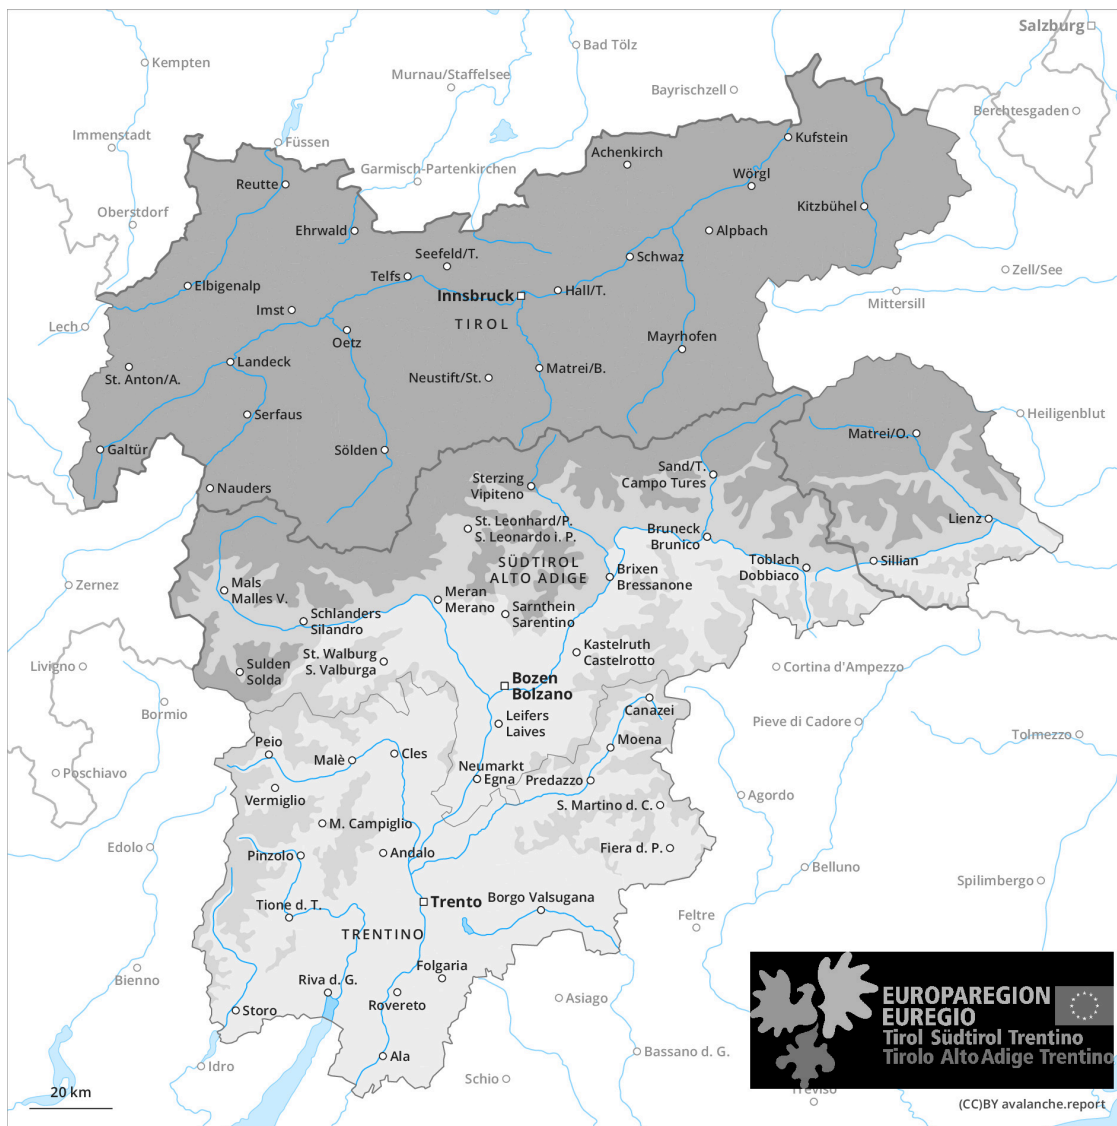 Salzburg
Bad Tölz
Kempten
Murnau/Staffelsee
Bayrischzell
Berchtesgaden
Immenstadt
Füssen
Kufstein
Achenkirch
Garmisch-Partenkirchen
Wörgl
Reutte
Oberstdorf
Kitzbühel
Ehrwald
Alpbach
Seefeld/T.
Schwaz
Zell/See
Telfs
Elbigenalp
Innsbruck
Hall/T.
Mittersill
Imst
TIROL
Lech
Oetz
Mayrhofen
Landeck
Matrei/B.
St. Anton/A.
Neustift/St.
Serfaus
Heiligenblut
Matrei/O.
Galtür
Sölden
Sterzing
Vipiteno
Sand/T.
Campo Tures
Nauders
Lienz
St. Leonhard/P.
S. Leonardo i. P.
Bruneck
Brunico
SÜDTIROL
ALTO ADIGE
Toblach
Dobbiaco
Sillian
Brixen
Bressanone
Zernez
Mals
Malles V.
Meran
Merano
Schlanders
Silandro
Sarnthein
Sarentino
Kastelruth
Castelrotto
St. Walburg
S. Valburga
Livigno
Sulden
Solda
Cortina d'Ampezzo
Bozen
Bolzano
Canazei
Bormio
Leifers
Laives
Pieve di Cadore
Tolmezzo
Moena
Peio
Malè
Cles
Poschiavo
Neumarkt
Egna
Predazzo
Vermiglio
S. Martino d. C.
Agordo
M. Campiglio
Edolo
Pinzolo
Andalo
Fiera d. P.
Belluno
Spilimbergo
Tione d. T.
Trento
Borgo Valsugana
Feltre
TRENTINO
Folgaria
Bienno
Riva d. G.
Rovereto
Asiago
Storo
EUROPAREGION
EUREGIO
Tirol Südtirol Trentino
Tirolo Alto Adige Trentino
Ala
Bassano d. G.
Idro
Schio
Treviso
20 km
(CC)BY avalanche.report